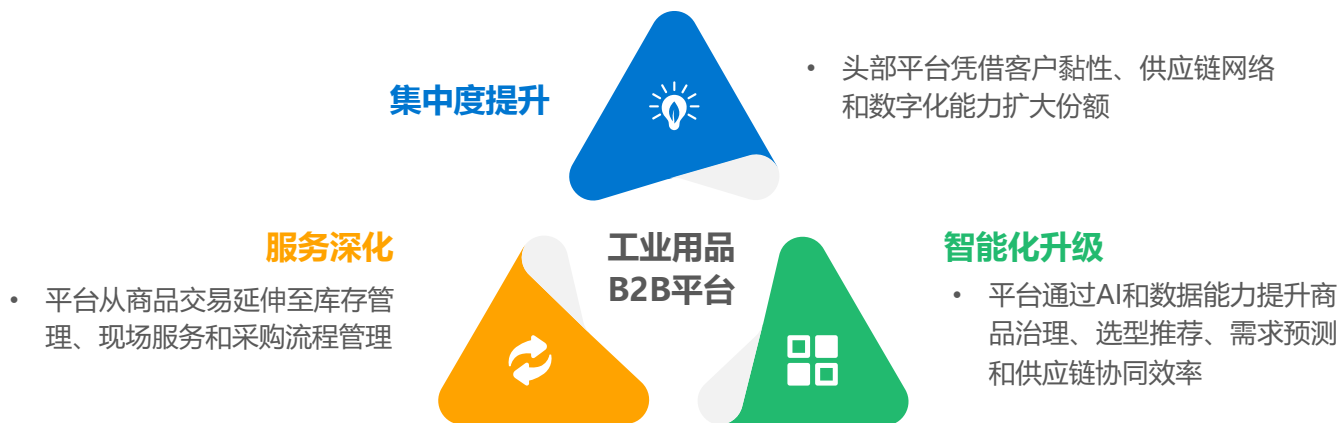 集中度提升
• 头部平台凭借客户黏性、供应链网络
和数字化能力扩大份额
服务深化
• 平台从商品交易延伸至库存管
理、现场服务和采购流程管理
工业用品
B2B平台
智能化升级
• 平台通过AI和数据能力提升商
品治理、选型推荐、需求预测
和供应链协同效率